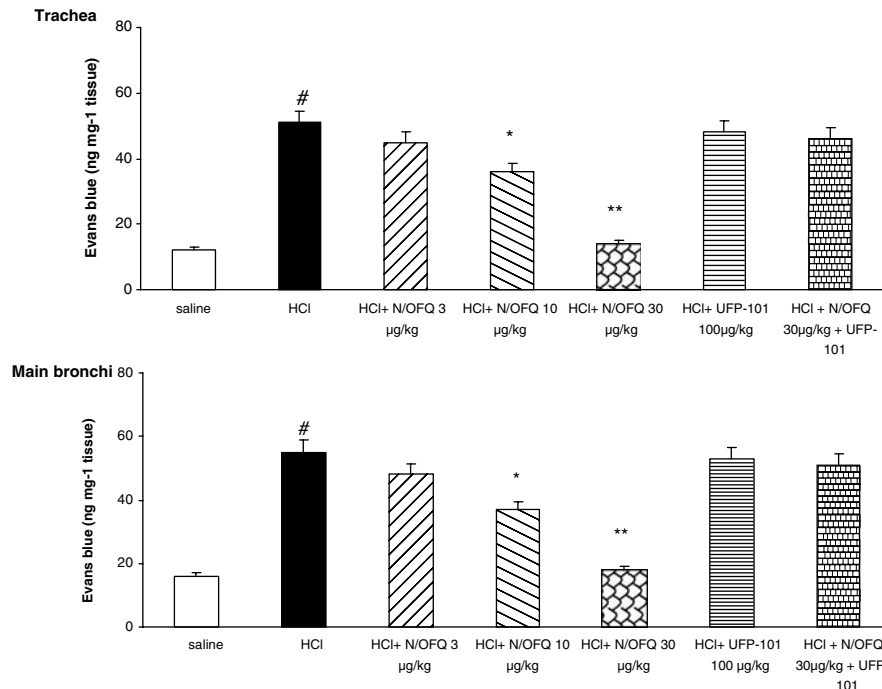 Trachea
80
60
40
20
0
Evans blue (ng mg-1 tissue)
#
*
**
saline
HCl
HCl+ N/OFQ 3
µg/kg
HCl+ N/OFQ 10
µg/kg
HCl+ N/OFQ 30
µg/kg
HCl+ UFP-101
100µg/kg
HCl + N/OFQ
30µg/kg + UFP-
101
Main bronchi
80
60
40
20
0
Evans blue (ng mg-1 tissue)
#
*
**
saline
HCl
HCl+ N/OFQ 3
µg/kg
HCl+ N/OFQ 10
µg/kg
HCl+ N/OFQ 30
µg/kg
HCl+ UFP-101
100 µg/kg
HCl + N/OFQ
30µg/kg + UFP
101